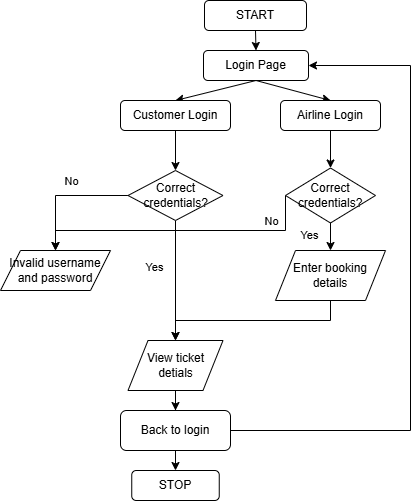 START
Login Page
Customer Login
Airline Login
No
Correct
credentials?
Correct
credentials?
No
Yes
Invalid username
and password
Yes
Enter booking
details
View ticket
detials
Back to login
STOP